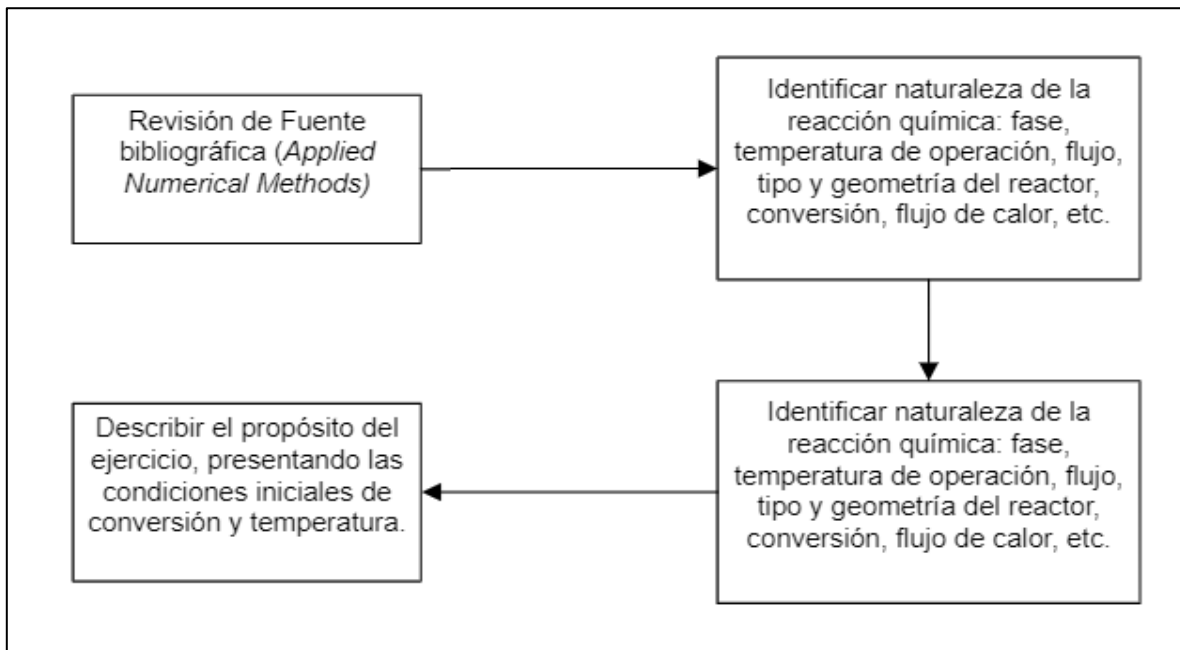 Revisión de Fuente
bibliográfica (Applied
Numerical Methods)
Identificar naturaleza de la
reacción química: fase,
temperatura de operación, flujo,
tipo y geometría del reactor,
conversión, flujo de calor, etc.
Identificar naturaleza de la
reacción química: fase,
temperatura de operación, flujo,
tipo y geometría del reactor,
conversión, flujo de calor, etc.
Describir el propósito del
ejercicio, presentando las
condiciones iniciales de
conversión y temperatura.